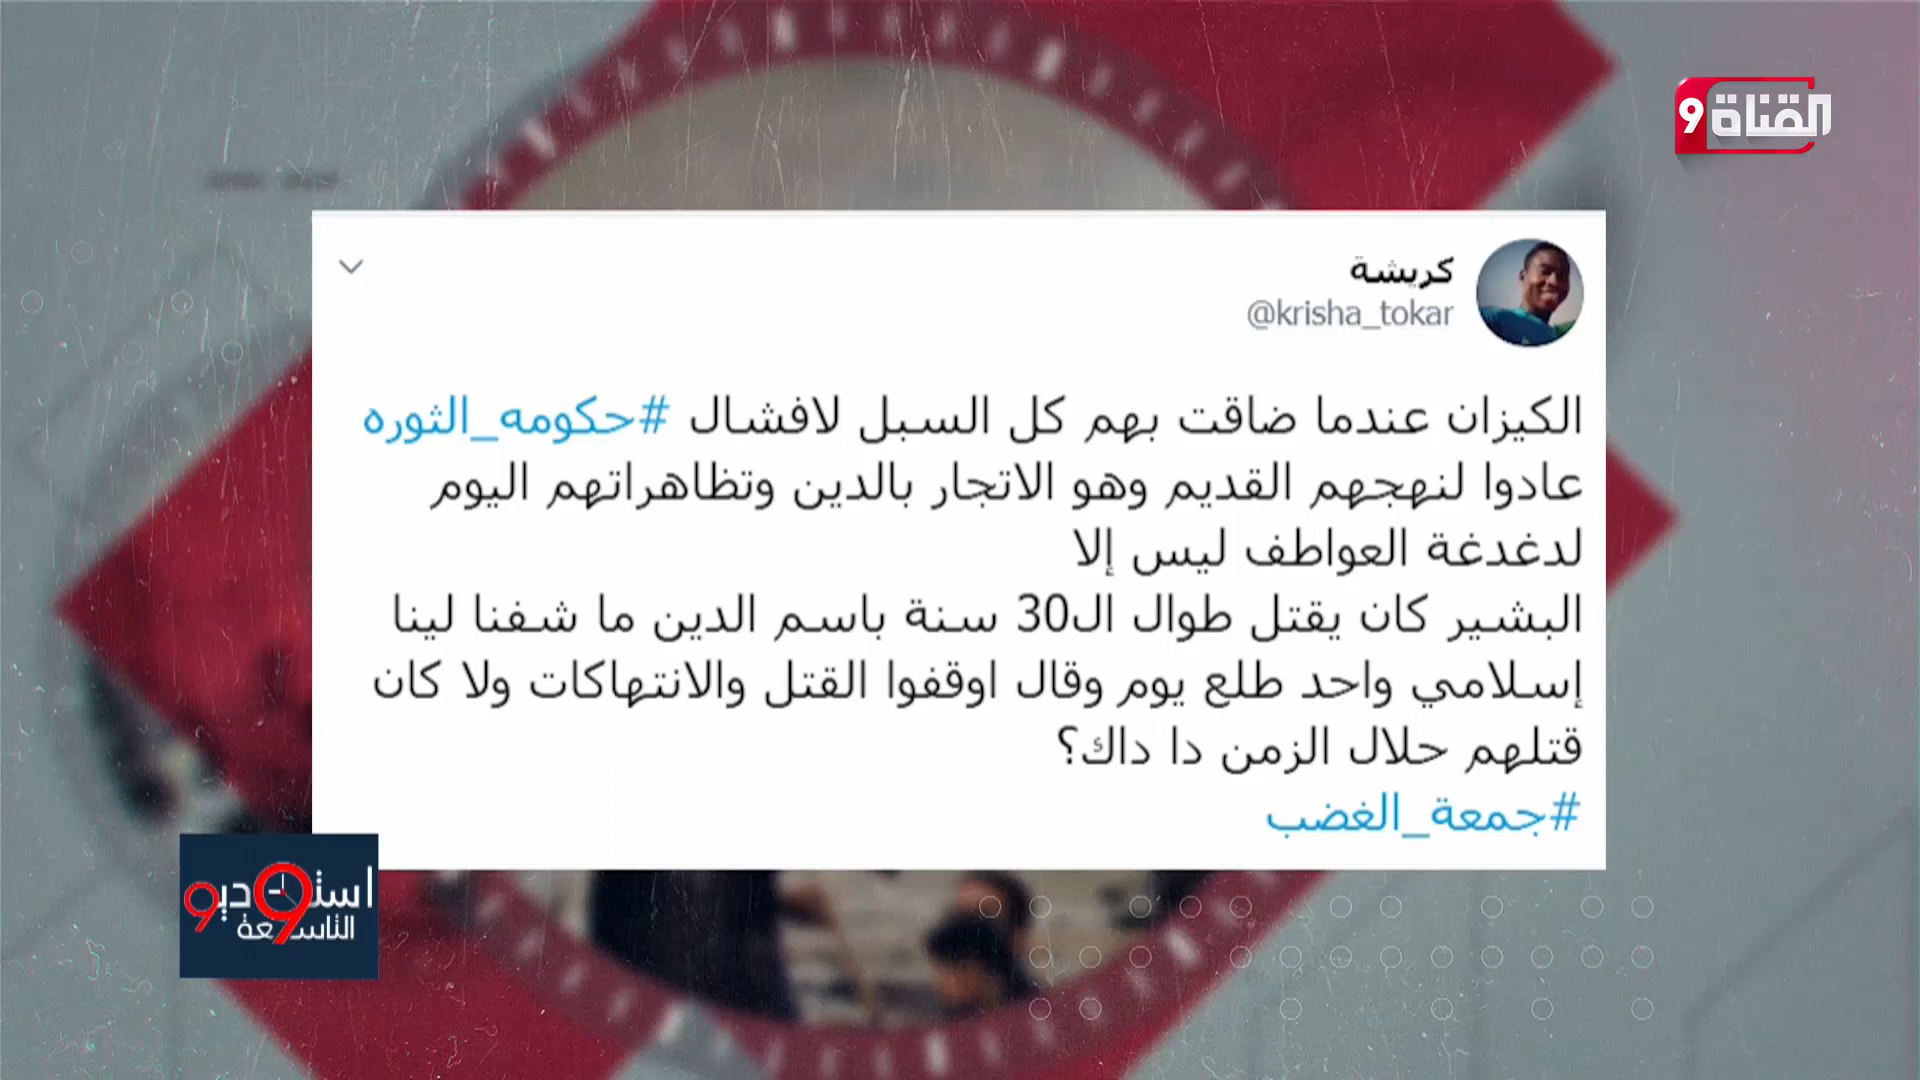 القناة 9
كريشة
@krisha_tokar
الكيزان عندما ضاقت بهم كل السبل لافشال #حكومه_الثوره
عادوا لنهجهم القديم وهو الاتجار بالدين وتظاهراتهم اليوم
لدغدغة العواطف ليس إلا
البشير كان يقتل طوال ال30 سنة باسم الدين ما شفنا لينا
إسلامي واحد طلع يوم وقال اوقفوا القتل والانتهاكات ولا كان
قتلهم حلال الزمن دا داك؟
#جمعة_الغضب
استوديو
التاسعة